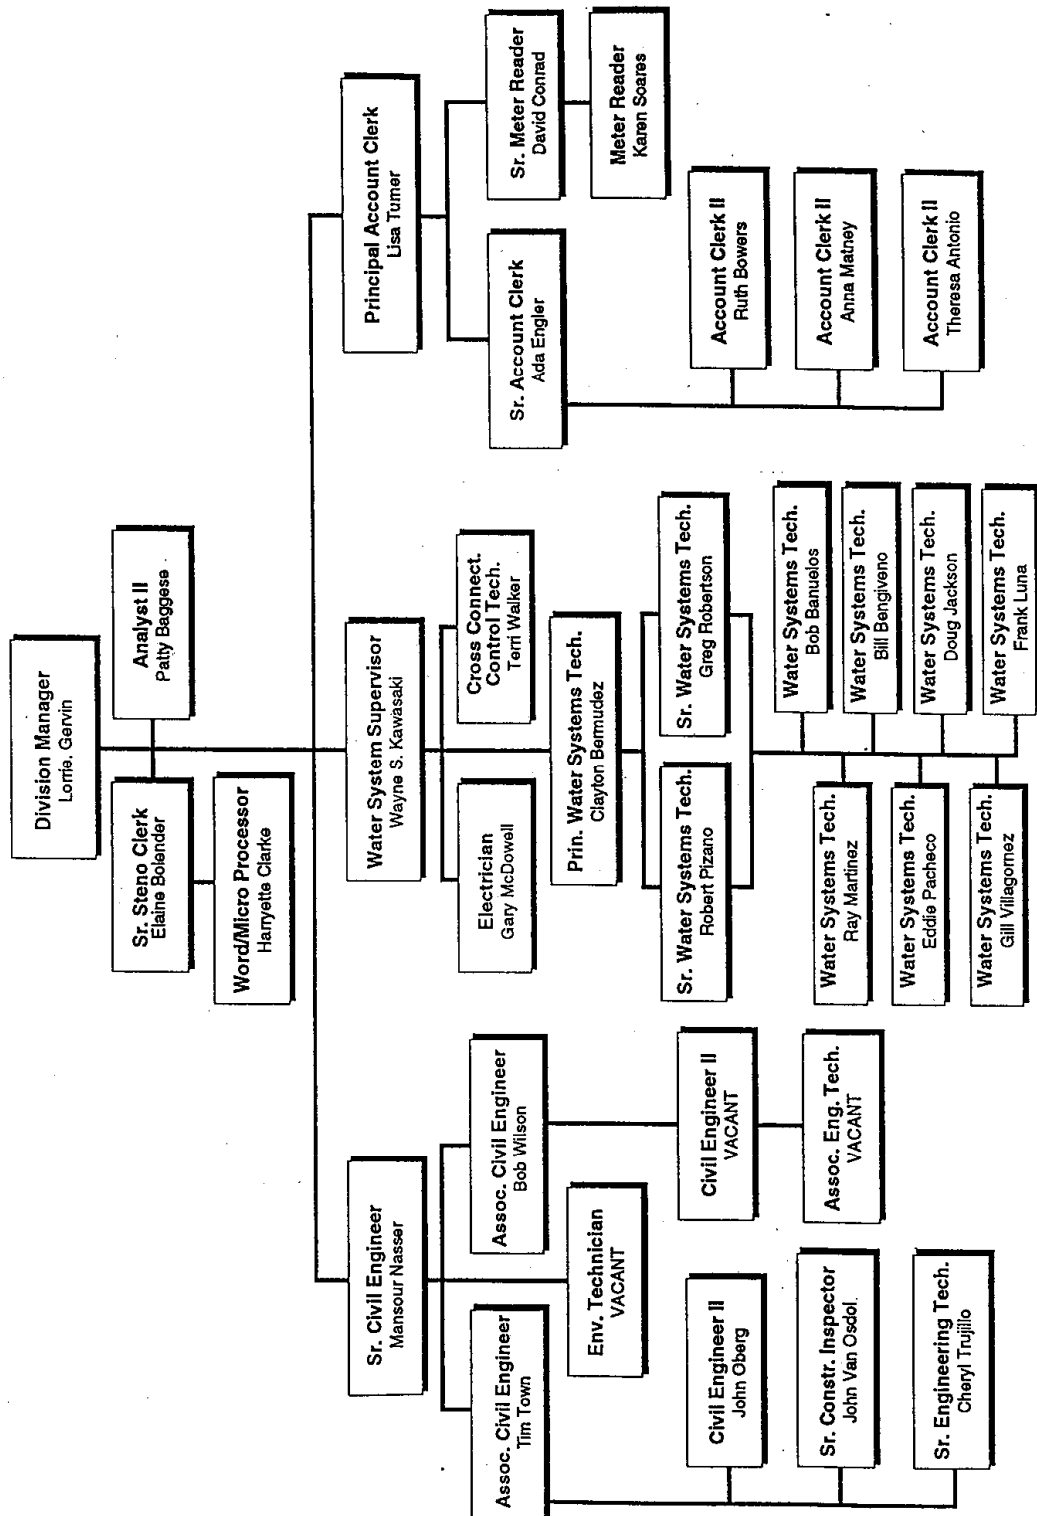 Division Manager
Lorrie. Gervin
Sr. Steno Clerk
Elaine Bolender
Analyst II
Patty Baggese
Word/Micro Processor
Harryette Clarke
Sr. Civil Engineer
Mansour Nasser
Water System Supervisor
Wayne S. Kawasaki
Principal Account Clerk
Lisa Turner
Assoc. Civil Engineer
Tim Town
Assoc. Civil Engineer
Bob Wilson
Env. Technician
VACANT
Civil Engineer II
John Oberg
Sr. Constr. Inspector
John Van Osdol.
Sr. Engineering Tech.
Cheryl Trujillo
Civil Engineer II
VACANT
Assoc. Eng. Tech.
VACANT
Electrician
Gary McDowell
Cross Connect.
Control Tech.
Terri Walker
Prin. Water Systems Tech.
Clayton Bermudez
Sr. Water Systems Tech.
Robert Pizano
Sr. Water Systems Tech.
Greg Robertson
Water Systems Tech.
Ray Martinez
Water Systems Tech.
Eddie Pacheco
Water Systems Tech.
Gill Villagomez
Water Systems Tech.
Bob Banuelos
Water Systems Tech.
Bill Bengiveno
Water Systems Tech.
Doug Jackson
Water Systems Tech.
Frank Luna
Sr. Account Clerk
Ada Engler
Sr. Meter Reader
David Conrad
Meter Reader
Karen Soares
Account Clerk II
Ruth Bowers
Account Clerk II
Anna Matney
Account Clerk II
Theresa Antonio